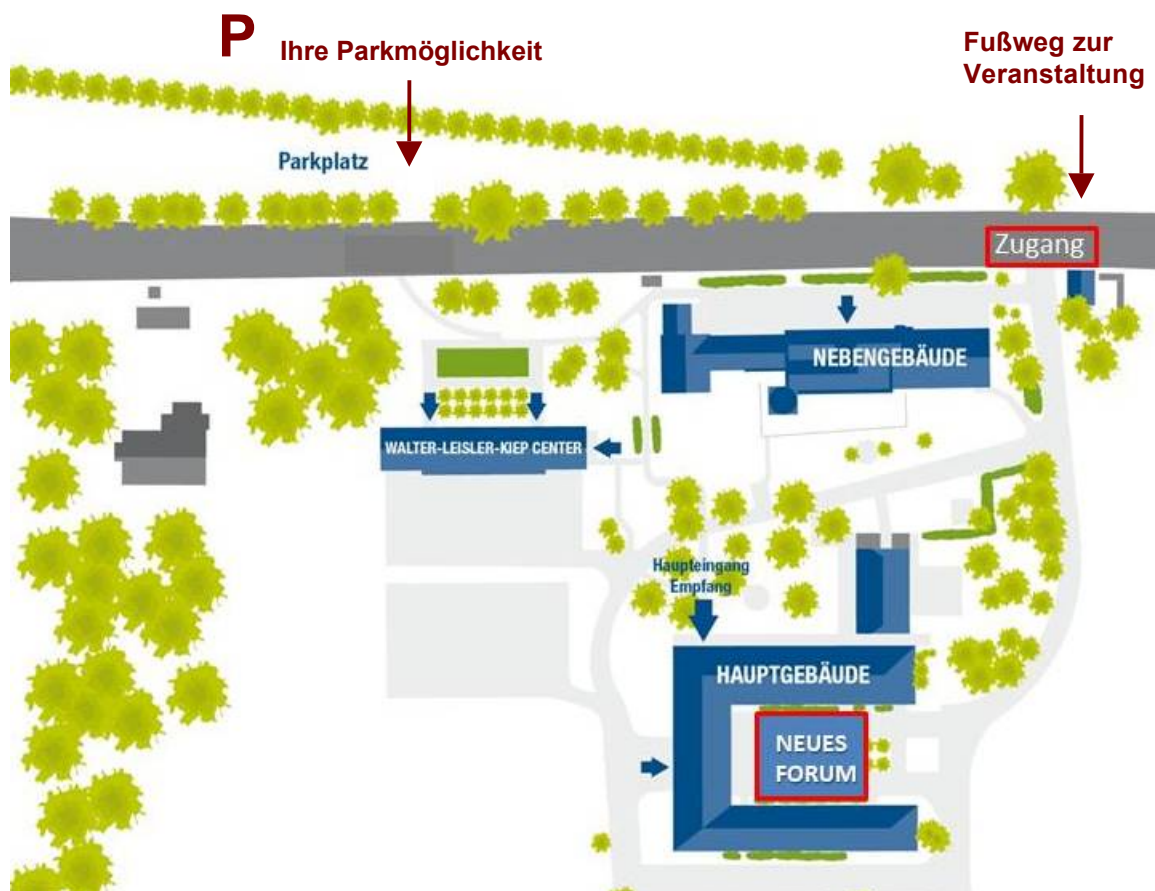 P
Ihre Parkmöglichkeit
Fußweg zur
Veranstaltung
Parkplatz
Zugang
NEBENGEBÄUDE
WALTER-LEISLER-KIEP CENTER
Haupteingang
Empfang
HAUPTGEBÄUDE
NEUES
FORUM